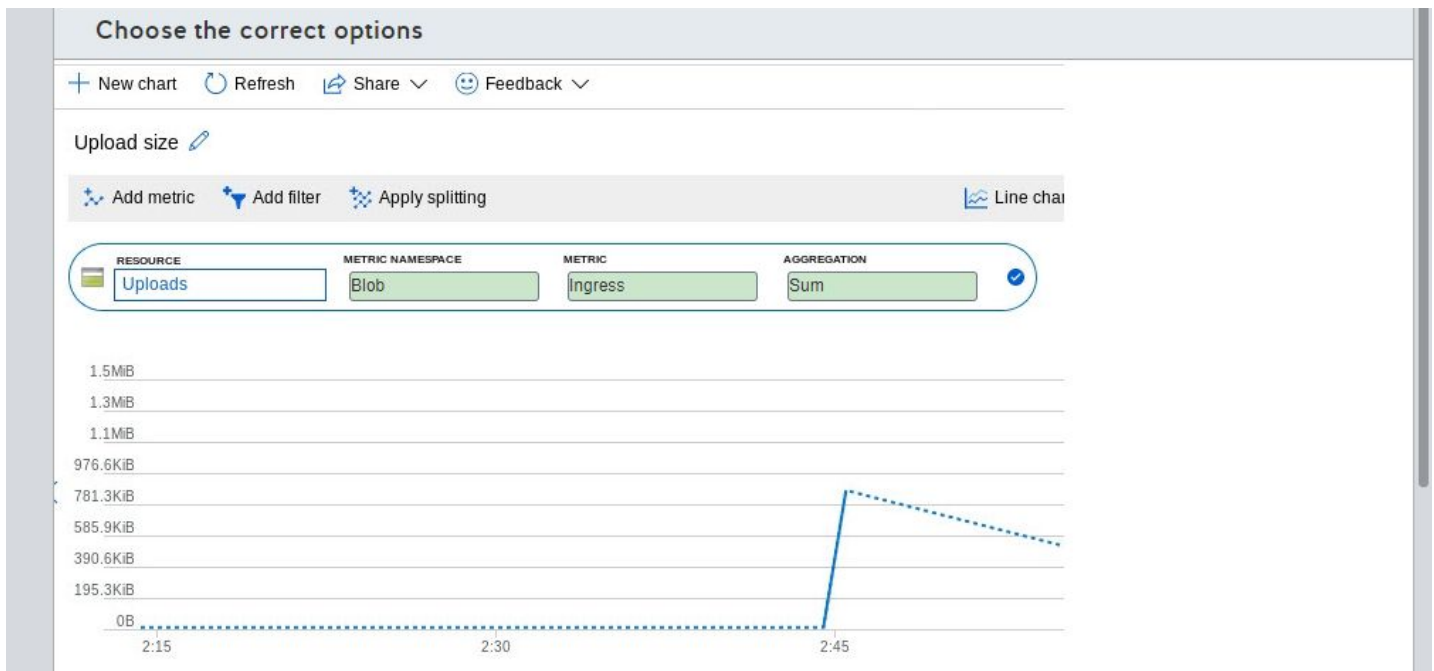 Choose the correct options
New chart Refresh Share Feedback
Upload size
Add metric Add filter Apply splitting Line char
RESOURCE METRIC NAMESPACE METRIC AGGREGATION
Uploads Blob Ingress Sum
1.5MiB
1.3MiB
1.1MiB
976.6KiB
781.3KiB
585.9KiB
390.6KiB
195.3KiB
0B
2:15 2:30 2:45